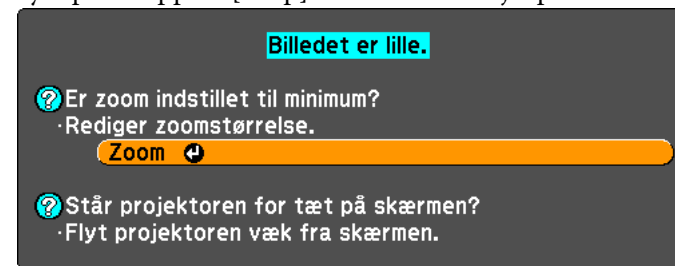 Billedet er lille.
Er zoom indstillet til minimum?
·Rediger zoomstørrelse.
Zoom
Står projektoren for tæt på skærmen?
·Flyt projektoren væk fra skærmen.